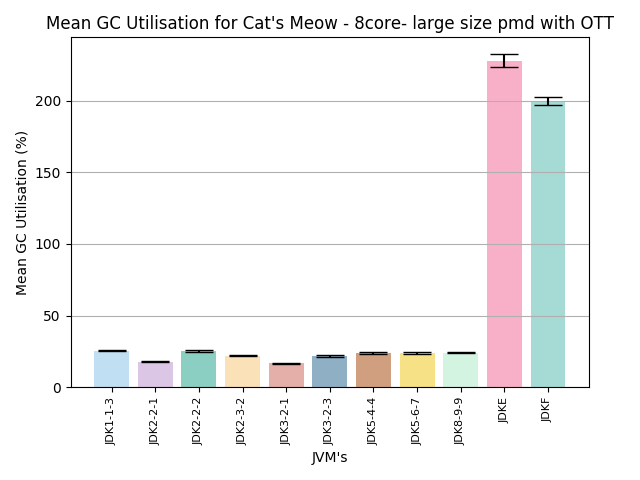 Mean GC Utilisation for Cat's Meow - 8core- large size pmd with OTT
Mean GC Utilisation (%)
200
150
100
50
0
JDK1-1-3
JDK2-2-1
JDK2-2-2
JDK2-3-2
JDK3-2-1
JDK3-2-3
JDK5-4-4
JDK5-6-7
JDK8-9-9
JDKE
JDKF
JVM's